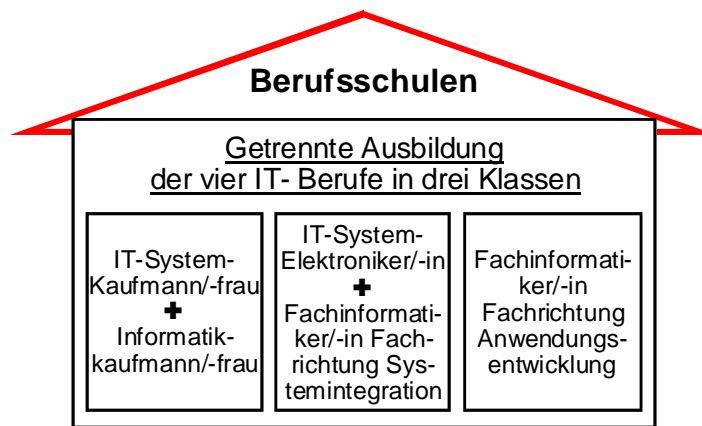 Berufsschulen
Getrennte Ausbildung
der vier IT- Berufe in drei Klassen
IT-System-
Kaufmann/-frau
+
Informatik-
kaufmann/-frau
IT-System-
Elektroniker/-in
+
Fachinformati-
ker/-in Fach-
richtung Sys-
temintegration
Fachinformati-
ker/-in
Fachrichtung
Anwendungs-
entwicklung